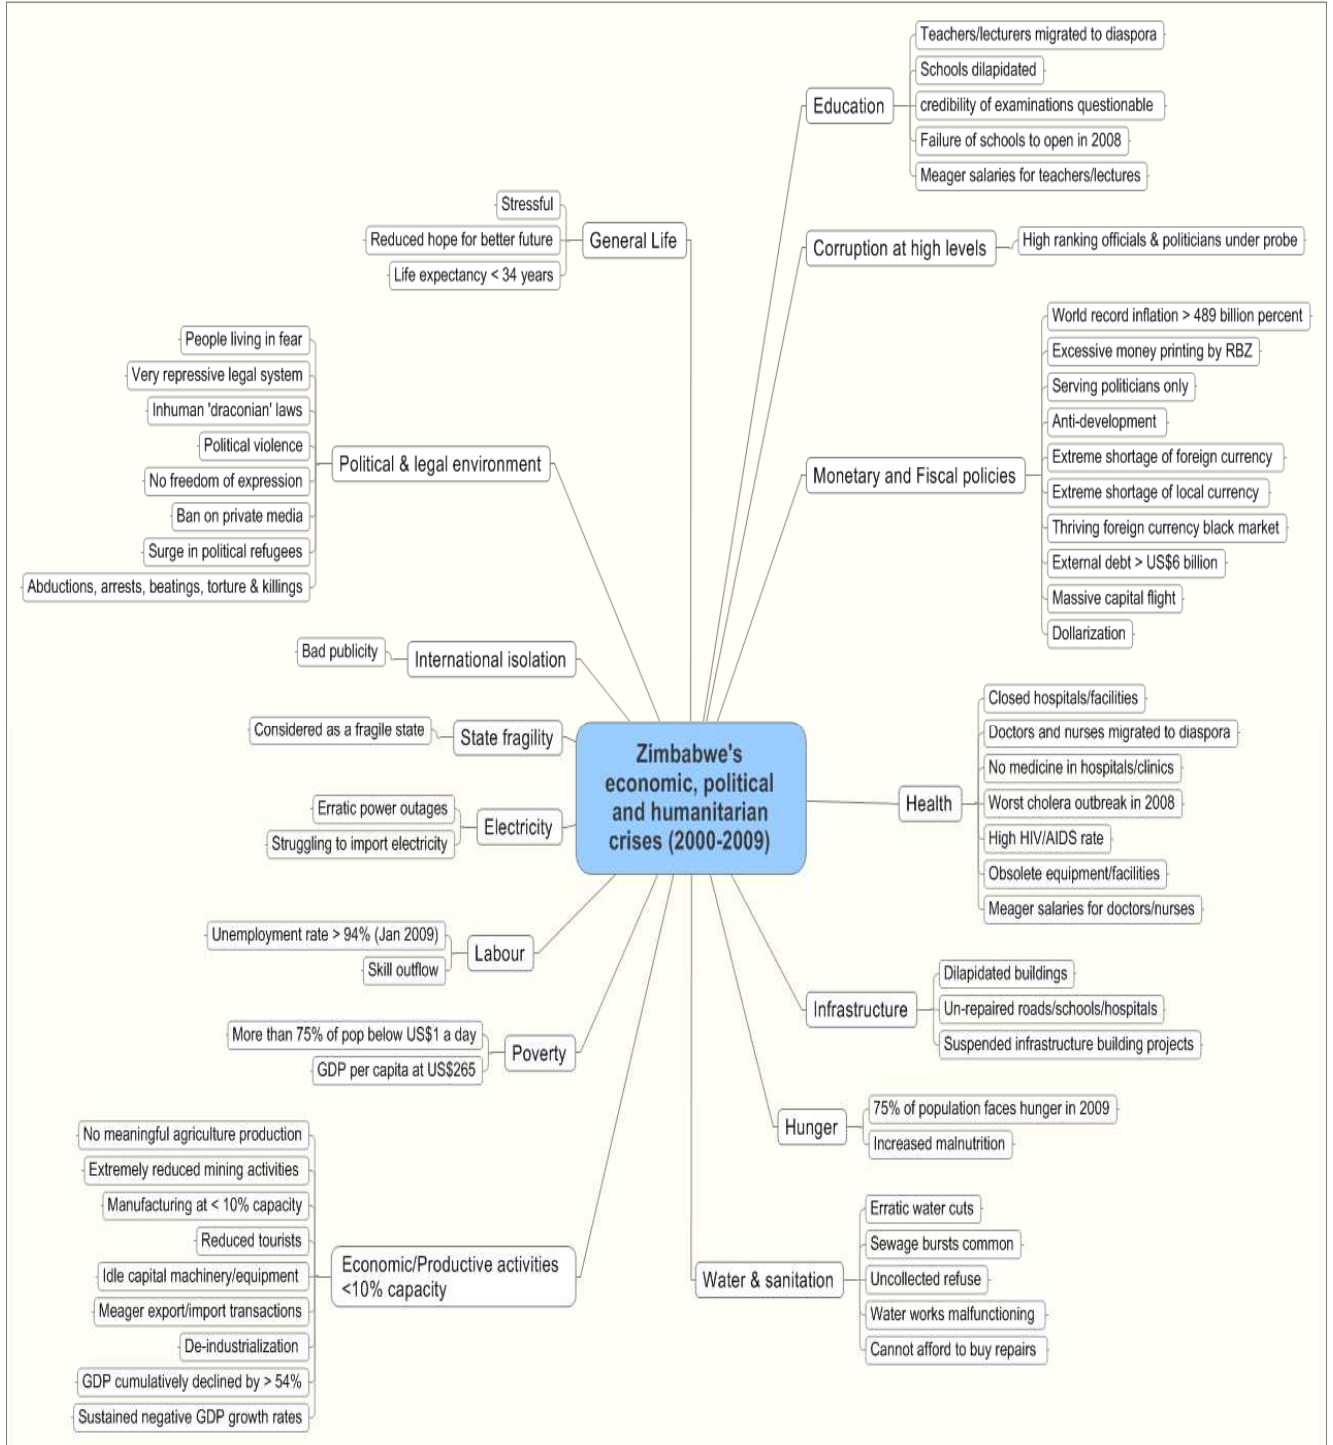 Zimbabwe's
economic, political
and humanitarian
crises (2000-2009)
Education
Teachers/lecturers migrated to diaspora
Schools dilapidated
credibility of examinations questionable
Failure of schools to open in 2008
Meager salaries for teachers/lectures
Corruption at high levels
High ranking officials & politicians under probe
Monetary and Fiscal policies
World record inflation > 489 billion percent
Excessive money printing by RBZ
Serving politicians only
Anti-development
Extreme shortage of foreign currency
Extreme shortage of local currency
Thriving foreign currency black market
External debt > US$6 billion
Massive capital flight
Dollarization
Health
Closed hospitals/facilities
Doctors and nurses migrated to diaspora
No medicine in hospitals/clinics
Worst cholera outbreak in 2008
High HIV/AIDS rate
Obsolete equipment/facilities
Meager salaries for doctors/nurses
Infrastructure
Dilapidated buildings
Un-repaired roads/schools/hospitals
Suspended infrastructure building projects
Hunger
75% of population faces hunger in 2009
Increased malnutrition
Water & sanitation
Erratic water cuts
Sewage bursts common
Uncollected refuse
Water works malfunctioning
Cannot afford to buy repairs
General Life
Stressful
Reduced hope for better future
Life expectancy < 34 years
Political & legal environment
People living in fear
Very repressive legal system
Inhuman 'draconian' laws
Political violence
No freedom of expression
Ban on private media
Surge in political refugees
Abductions, arrests, beatings, torture & killings
International isolation
Bad publicity
State fragility
Considered as a fragile state
Electricity
Erratic power outages
Struggling to import electricity
Labour
Unemployment rate > 94% (Jan 2009)
Skill outflow
Poverty
More than 75% of pop below US$1 a day
GDP per capita at US$265
Economic/Productive activities
<10% capacity
No meaningful agriculture production
Extremely reduced mining activities
Manufacturing at < 10% capacity
Reduced tourists
Idle capital machinery/equipment
Meager export/import transactions
De-industrialization
GDP cumulatively declined by > 54%
Sustained negative GDP growth rates